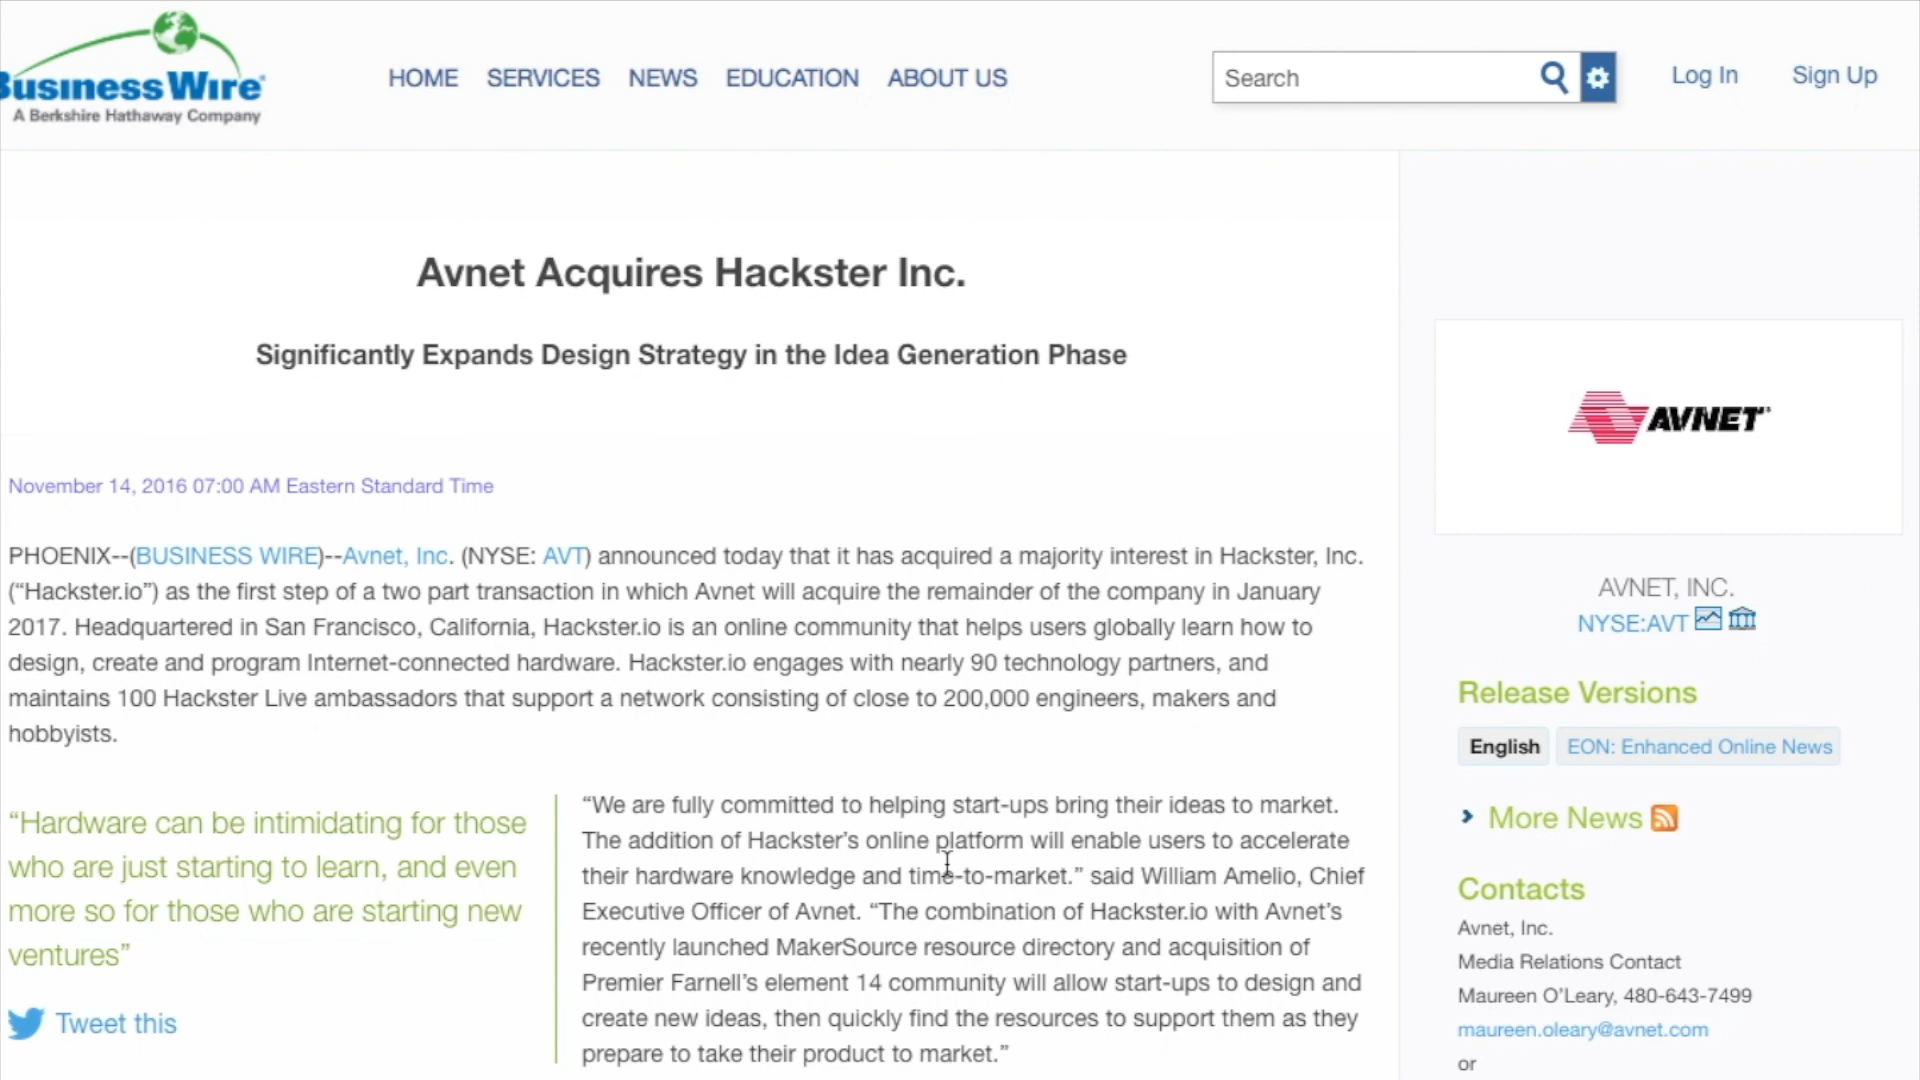 BusinessWire
A Berkshire Hathaway Company
HOME SERVICES NEWS EDUCATION ABOUT US
Search
Log In Sign Up
Avnet Acquires Hackster Inc.
Significantly Expands Design Strategy in the Idea Generation Phase
November 14, 2016 07:00 AM Eastern Standard Time
PHOENIX--(BUSINESS WIRE)--Avnet, Inc. (NYSE: AVT) announced today that it has acquired a majority interest in Hackster, Inc.
(“Hackster.io”) as the first step of a two part transaction in which Avnet will acquire the remainder of the company in January
2017. Headquartered in San Francisco, California, Hackster.io is an online community that helps users globally learn how to
design, create and program Internet-connected hardware. Hackster.io engages with nearly 90 technology partners, and
maintains 100 Hackster Live ambassadors that support a network consisting of close to 200,000 engineers, makers and
hobbyists.
“Hardware can be intimidating for those
who are just starting to learn, and even
more so for those who are starting new
ventures”
Tweet this
“We are fully committed to helping start-ups bring their ideas to market.
The addition of Hackster’s online platform will enable users to accelerate
their hardware knowledge and time-to-market.” said William Amelio, Chief
Executive Officer of Avnet. “The combination of Hackster.io with Avnet’s
recently launched MakerSource resource directory and acquisition of
Premier Farnell’s element 14 community will allow start-ups to design and
create new ideas, then quickly find the resources to support them as they
prepare to take their product to market.”
AVNET
AVNET, INC.
NYSE:AVT
Release Versions
English EON: Enhanced Online News
More News
Contacts
Avnet, Inc.
Media Relations Contact
Maureen O’Leary, 480-643-7499
maureen.oleary@avnet.com
or